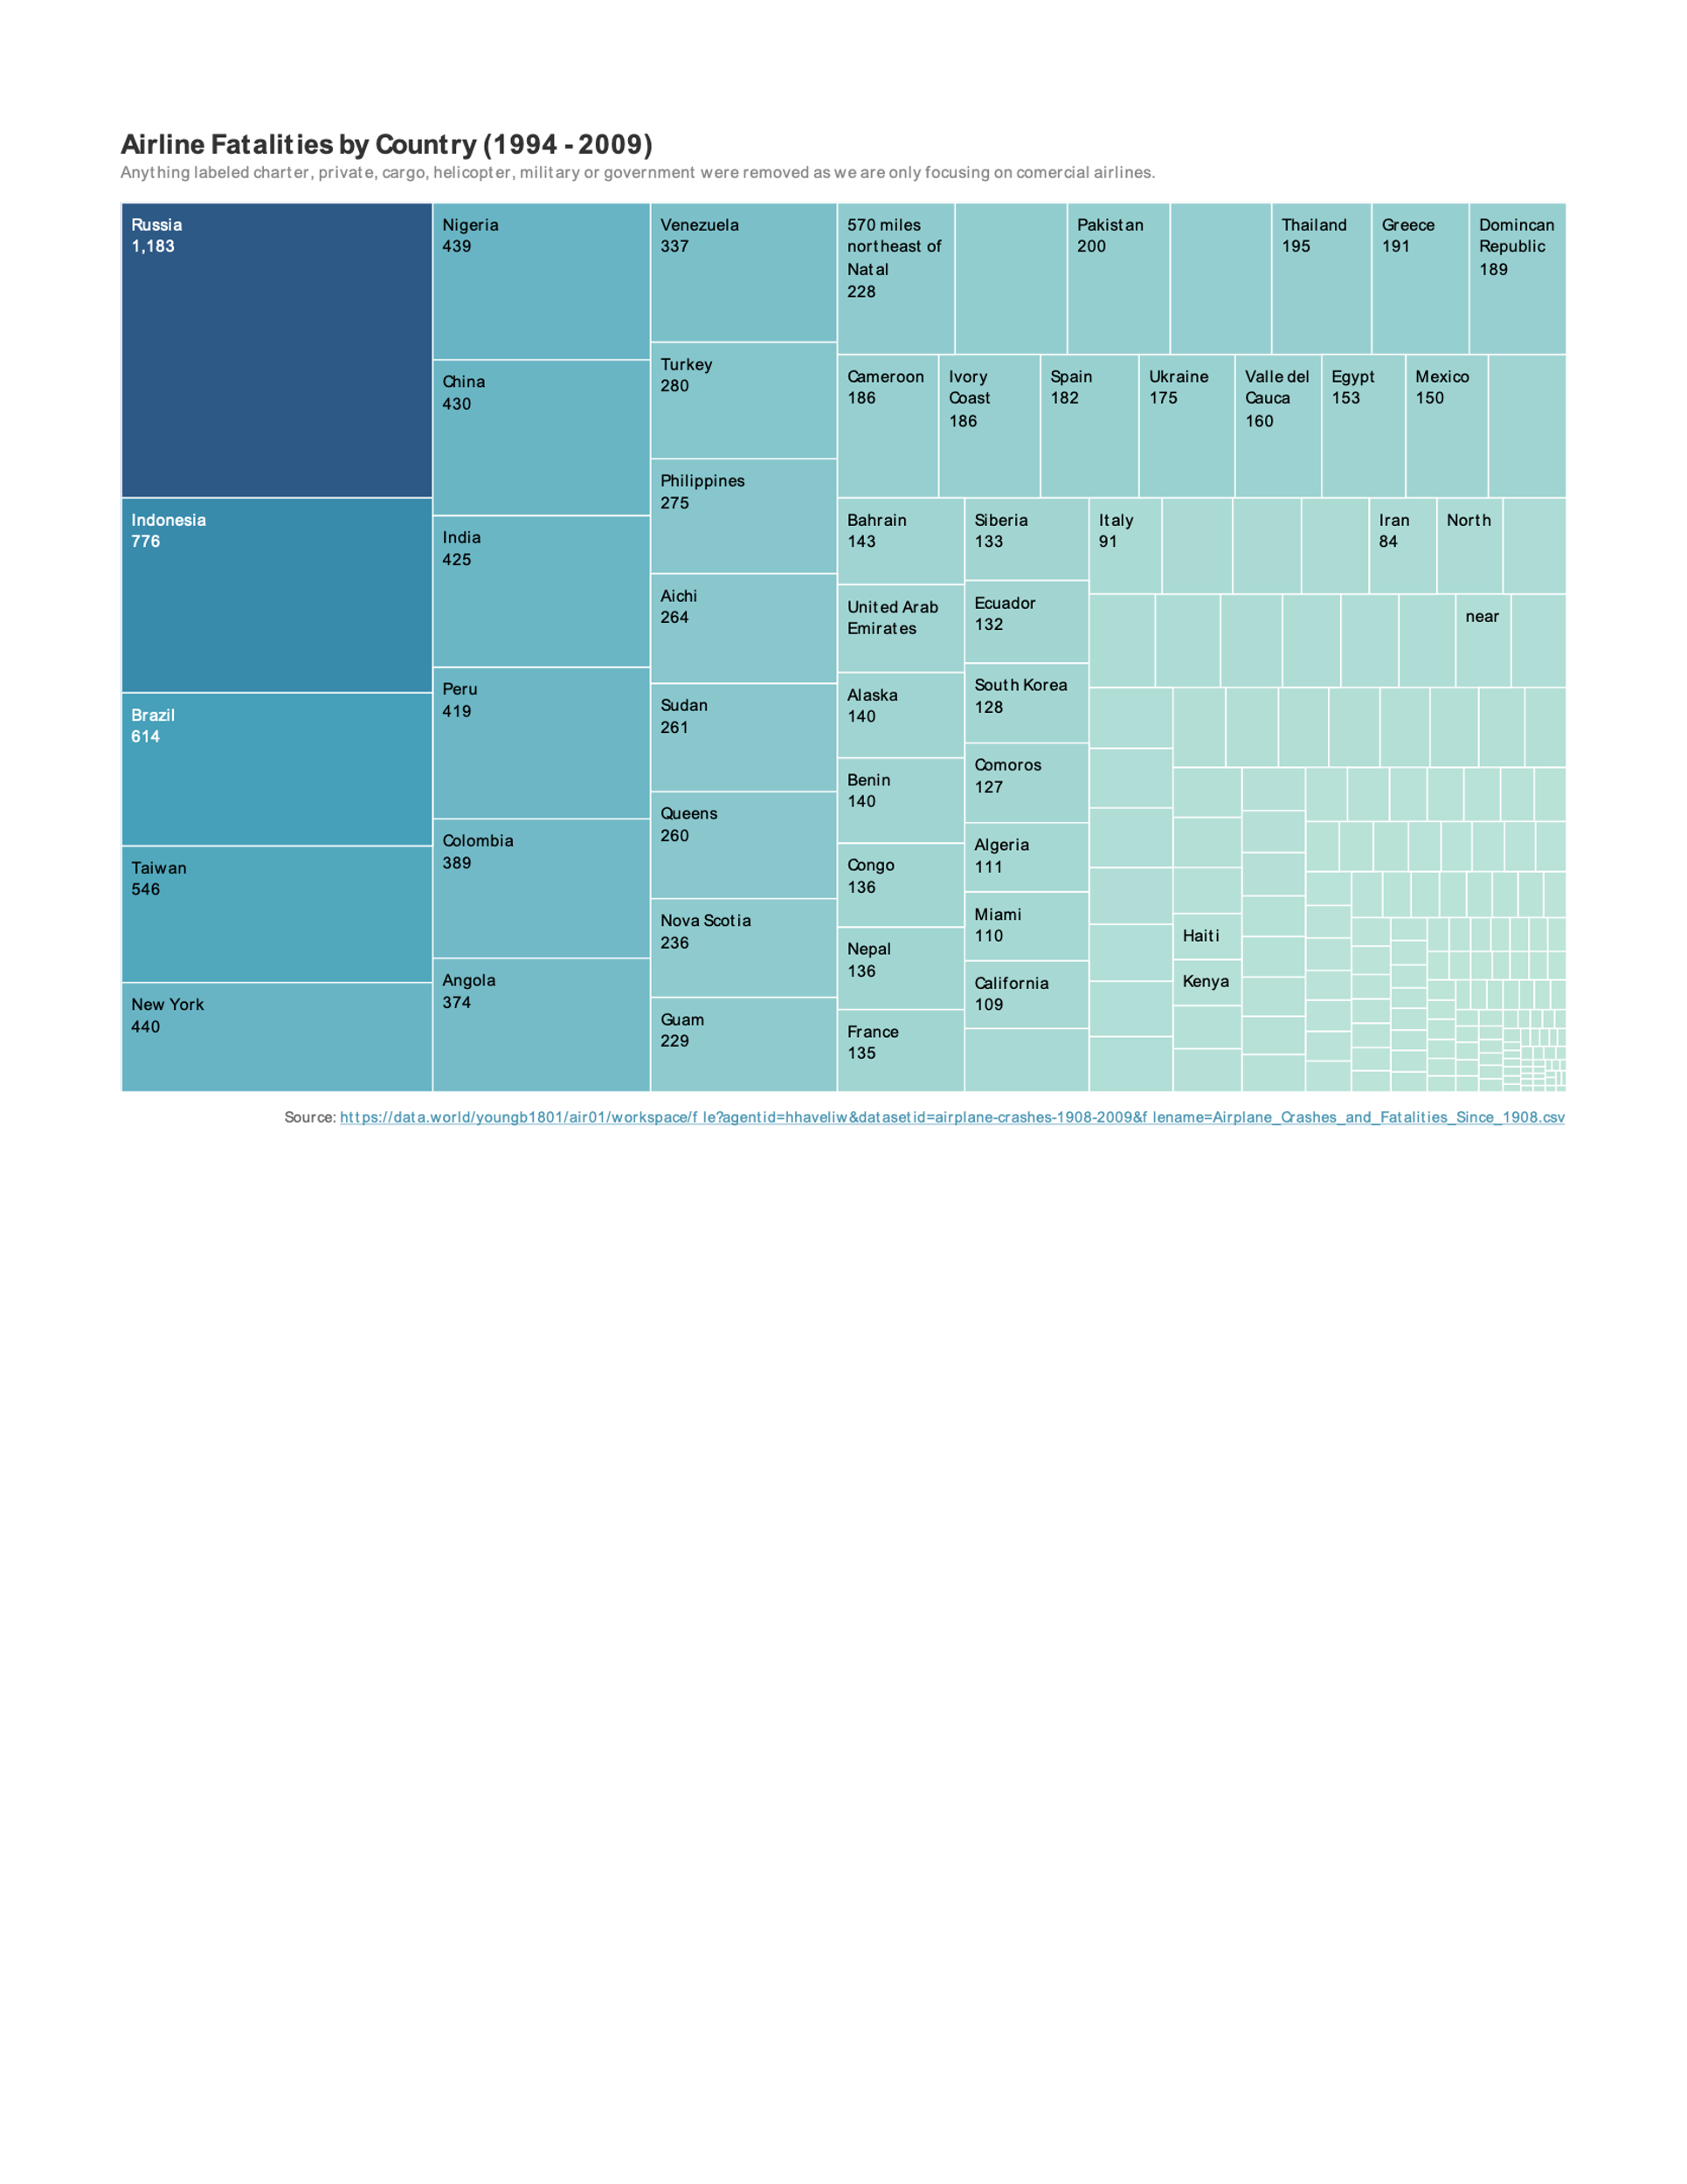 Airline Fatalities by Country (1994 - 2009)
Anything labeled charter, private, cargo, helicopter, military or government were removed as we are only focusing on comercial airlines.
Russia
1,183
Indonesia
776
Brazil
614
Taiwan
546
New York
440
Nigeria
439
China
430
India
425
Peru
419
Colombia
389
Angola
374
Venezuela
337
Turkey
280
Philippines
275
Aichi
264
Sudan
261
Queens
260
Nova Scotia
236
Guam
229
570 miles
northeast of
Natal
228
Pakistan
200
Thailand
195
Greece
191
Domincan
Republic
189
Cameroon
186
Ivory
Coast
186
Spain
182
Ukraine
175
Valle del
Cauca
160
Egypt
153
Mexico
150
Bahrain
143
United Arab
Emirates
Alaska
140
Benin
140
Congo
136
Nepal
136
France
135
Siberia
133
Ecuador
132
South Korea
128
Comoros
127
Algeria
111
Miami
110
California
109
Italy
91
Iran
84
North
near
Haiti
Kenya
Source: https://data.world/youngb1801/air01/workspace/f le?agentid=hhaveliw&datasetid=airplane-crashes-1908-2009&f lename=Airplane_Crashes_and_Fatalities_Since_1908.csv